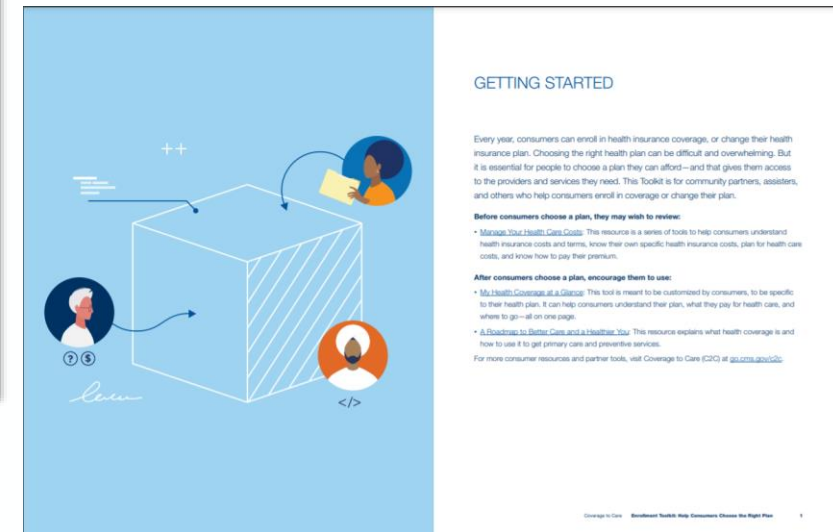 ++
? $
</>
GETTING STARTED
Every year, consumers can enroll in health insurance coverage, or change their health
insurance plan. Choosing the right health plan can be difficult and overwhelming. But
it is essential for people to choose a plan they can afford—and that gives them access
to the providers and services they need. This Toolkit is for community partners, assisters,
and others who help consumers enroll in coverage or change their plan.
Before consumers choose a plan, they may wish to review:
• Manage Your Health Care Costs: This resource is a series of tools to help consumers understand
health insurance costs and terms, know their own specific health insurance costs, plan for health care
costs, and know how to pay their premium.
After consumers choose a plan, encourage them to use:
• My Health Coverage at a Glance: This tool is meant to be customized by consumers, to be specific
to their health plan. It can help consumers understand their plan, what they pay for health care, and
where to go—all on one page.
• A Roadmap to Better Care and a Healthier You: This resource explains what health coverage is and
how to use it to get primary care and preventive services.
For more consumer resources and partner tools, visit Coverage to Care (C2C) at go.cms.gov/c2c.
Coverage to Care Enrollment Toolkit: Help Consumers Choose the Right Plan 1